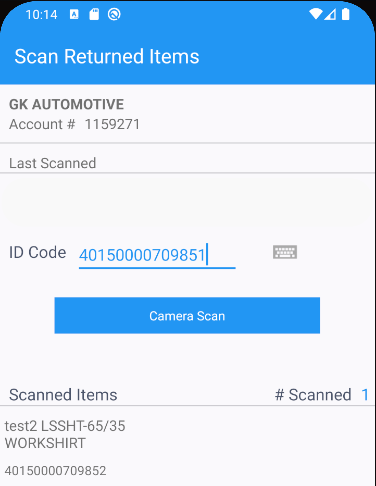 10:14
Scan Returned Items
GK AUTOMOTIVE
Account # 1159271
Last Scanned
ID Code 40150000709851
Camera Scan
Scanned Items # Scanned 1
test2 LSSHT-65/35
WORKSHIRT
40150000709852